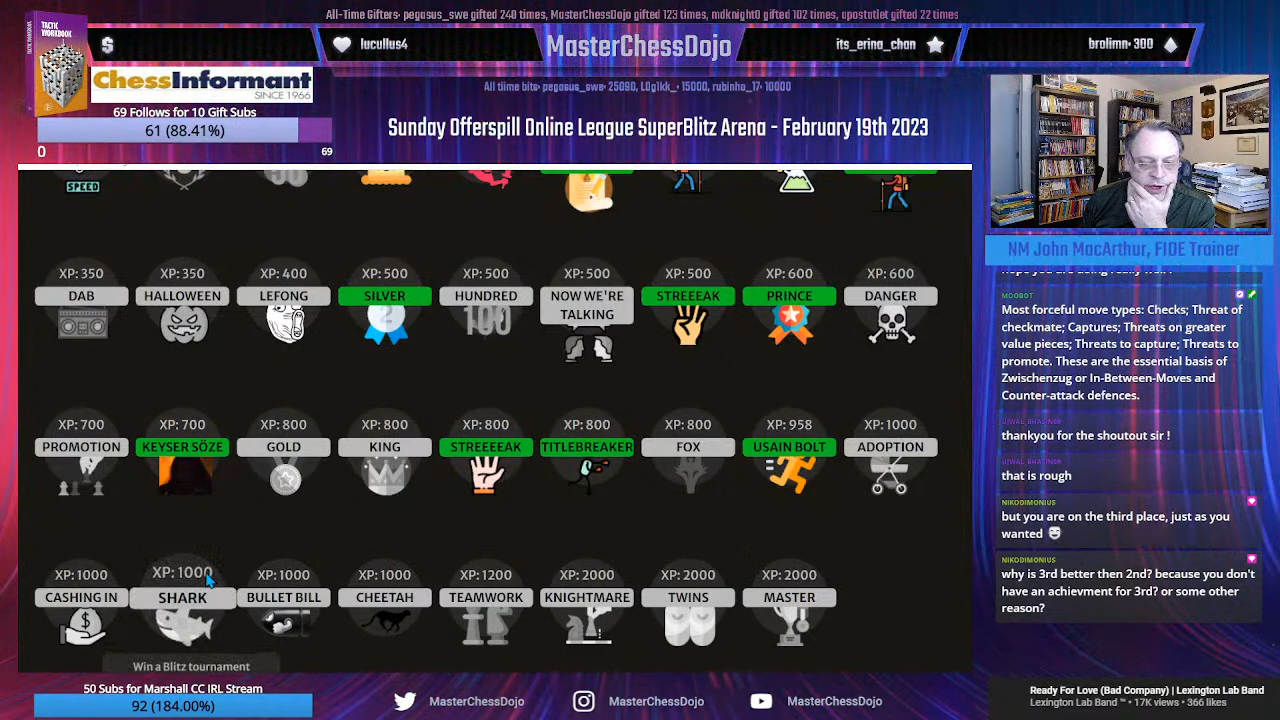 All-Time Gifters· pegasus_swe gifted 240 times, MasterChessDojo gifted 123 times, mdknight0 gifted 102 times, apostatlet gifted 22 times
TACTIC
WORKBOOK
$
lucullus4
MasterChessDojo
its_erina_chan
brolimn· 300
ChessInformant
SINCE 1966
All time bits· pegasus_swe· 25090, L0g1kk_· 15000, rubinho_17· 10000
69 Follows for 10 Gift Subs
61 (88.41%)
0
69
Sunday Offerspill Online League SuperBlitz Arena - February 19th 2023
NM John MacArthur, FIDE Trainer
SPEED
XP: 350
XP: 350
XP: 400
XP: 500
XP: 500
XP: 500
XP: 500
XP: 600
XP: 600
DAB
HALLOWEEN
LEFONG
SILVER
HUNDRED
NOW WE'RE
TALKING
STREEEAK
PRINCE
DANGER
2
100
XP: 700
XP: 700
XP: 800
XP: 800
XP: 800
XP: 800
XP: 800
XP: 958
XP: 1000
PROMOTION
KEYSER SÖZE
GOLD
KING
STREEEEAK
TITLEBREAKER
FOX
USAIN BOLT
ADOPTION
XP: 1000
XP: 1000
XP: 1000
XP: 1000
XP: 1200
XP: 2000
XP: 2000
XP: 2000
CASHING IN
SHARK
BULLET BILL
CHEETAH
TEAMWORK
KNIGHTMARE
TWINS
MASTER
$
Win a Blitz tournament
MOOBOT
Most forceful move types: Checks; Threat of
checkmate; Captures; Threats on greater
value pieces; Threats to capture; Threats to
promote. These are the essential basis of
Zwischenzug or In-Between-Moves and
Counter-attack defences.
thankyou for the shoutout sir !
that is rough
NIKODIMONIUS
but you are on the third place, just as you
wanted
NIKODIMONIUS
why is 3rd better then 2nd? because you don't
have an achievment for 3rd? or some other
reason?
50 Subs for Marshall CC IRL Stream
92 (184.00%)
MasterChessDojo
MasterChessDojo
MasterChessDojo
Ready For Love (Bad Company) | Lexington Lab Band
Lexington Lab Band ™ • 17K views • 366 likes